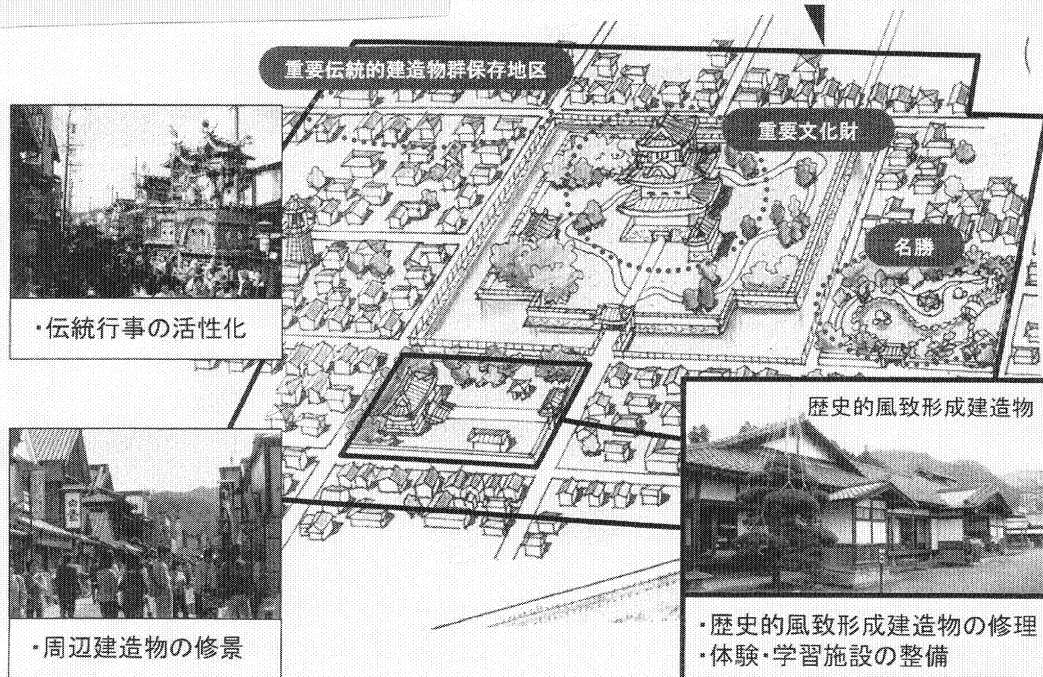 重要伝統的建造物群保存地区
重要文化財
名勝
・伝統行事の活性化
歴史的風致形成建造物
・周辺建造物の修景
・歴史的風致形成建造物の修理
・体験・学習施設の整備